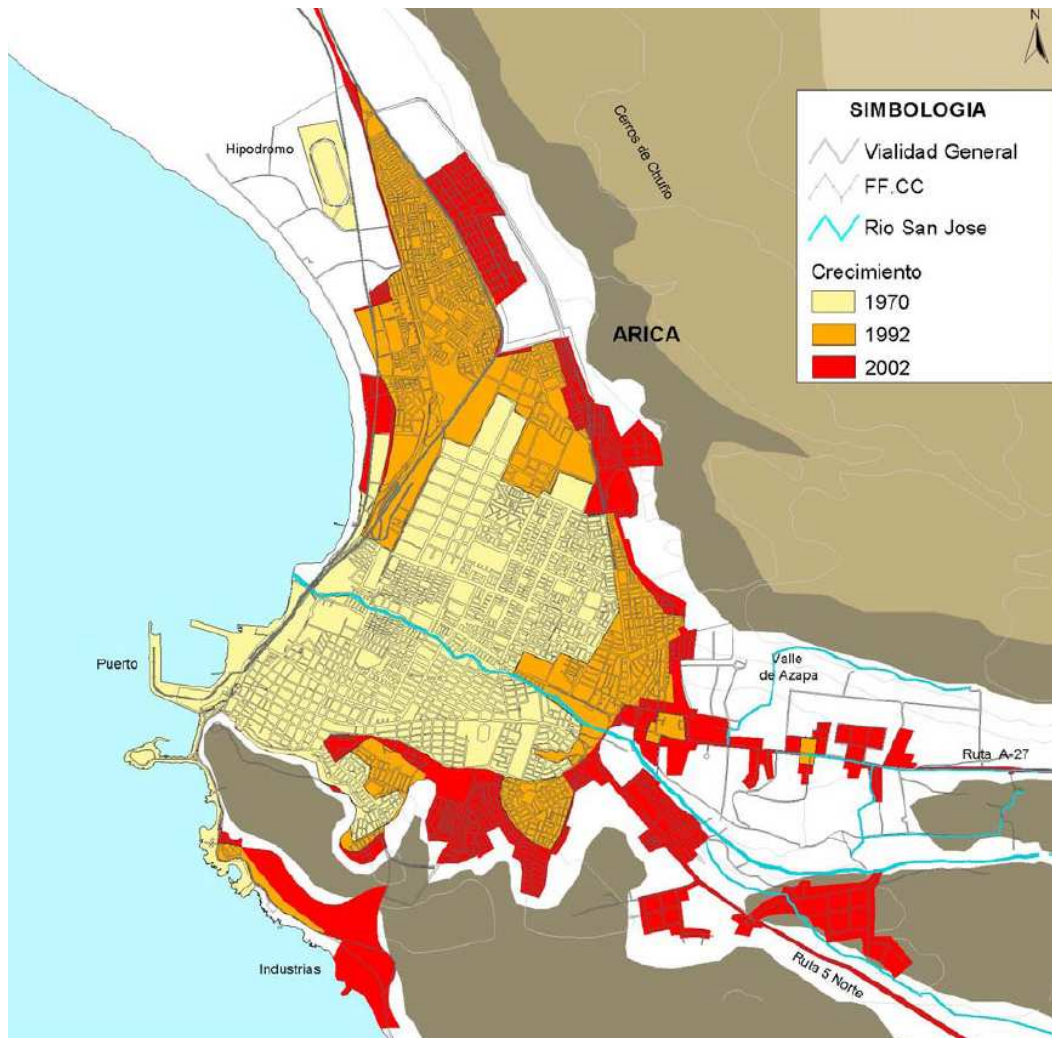 N
SIMBOLOGIA
Vialidad General
FF.CC
Rio San Jose
Crecimiento
1970
1992
2002
Hipodromo
Cerros de Chuño
ARICA
Puerto
Valle
de Azapa
Ruta A-27
Industrias
Ruta 5 Norte